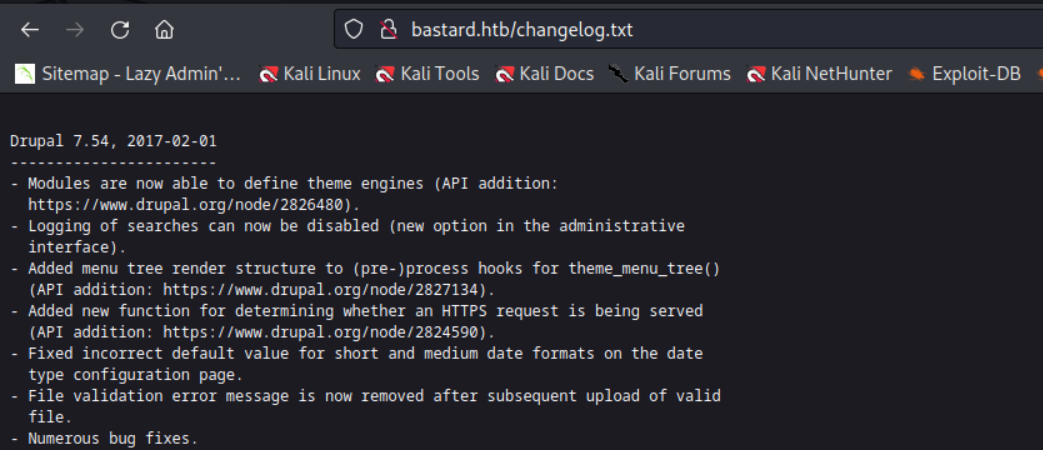 bastard.htb/changelog.txt
Sitemap - Lazy Admin'... Kali Linux Kali Tools Kali Docs Kali Forums Kali NetHunter Exploit-DB
Drupal 7.54, 2017-02-01
-----------------------
- Modules are now able to define theme engines (API addition:
https://www.drupal.org/node/2826480).
- Logging of searches can now be disabled (new option in the administrative
interface).
- Added menu tree render structure to (pre-)process hooks for theme_menu_tree()
(API addition: https://www.drupal.org/node/2827134).
- Added new function for determining whether an HTTPS request is being served
(API addition: https://www.drupal.org/node/2824590).
- Fixed incorrect default value for short and medium date formats on the date
type configuration page.
- File validation error message is now removed after subsequent upload of valid
file.
- Numerous bug fixes.